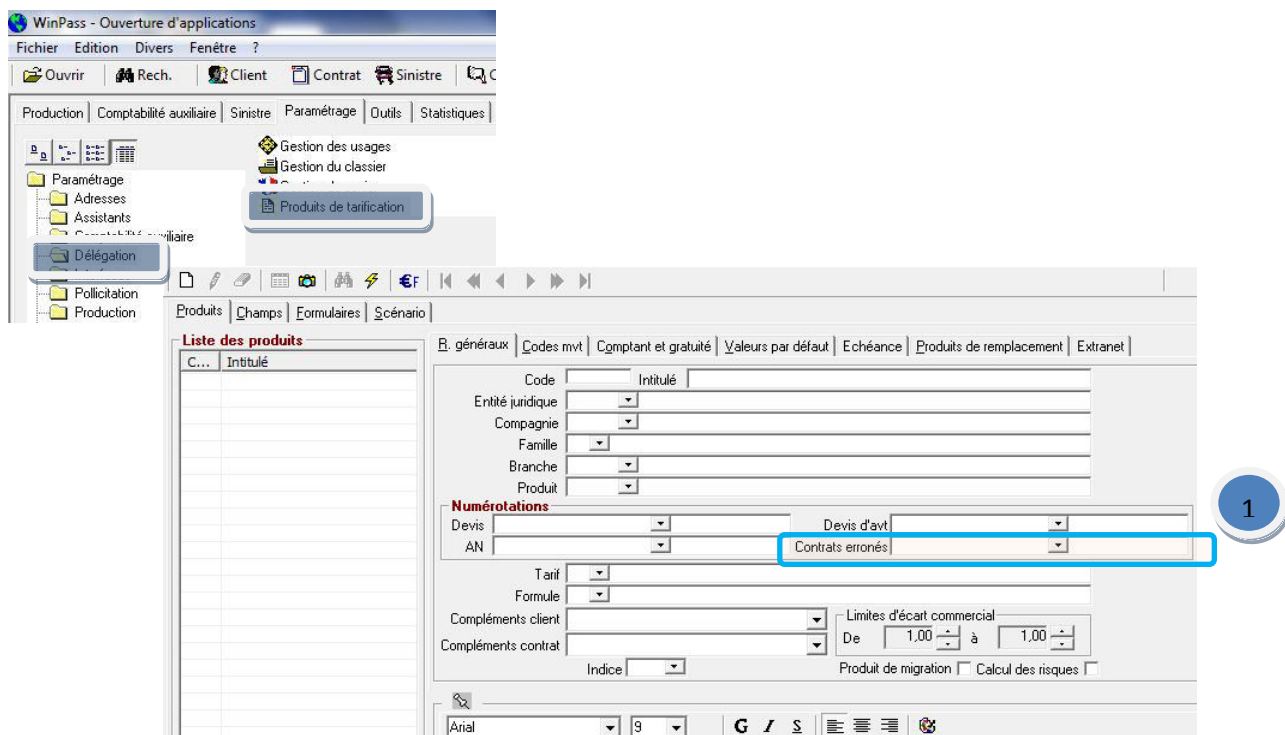 WinPass - Ouverture d'applications
Fichier Edition Divers Fenêtre ?
Ouvrir Rech. Client Contrat Sinistre
Production Comptabilité auxiliaire Sinistre Paramétrage Outils Statistiques
Gestion des usages
Gestion du classier
Paramétrage
Adresses
Produits de tarification
Assistants
Comptabilité auxiliaire
Délégation
Pollicitation
Production
€F
Produits Champs Formulaires Scénario
Liste des produits
R. généraux Codes mvt Comptant et gratuité Valeurs par défaut Echéance Produits de remplacement Extranet
C... Intitulé
Code Intitulé
Entité juridique
Compagnie
Famille
Branche
Produit
Numérotations
Devis Devis d'avt
1
AN Contrats erronés
Tarif
Formule
Compléments client
Limites d'écart commercial
De 1,00 à 1,00
Compléments contrat
Indice Produit de migration Calcul des risques
Arial 9 G I S